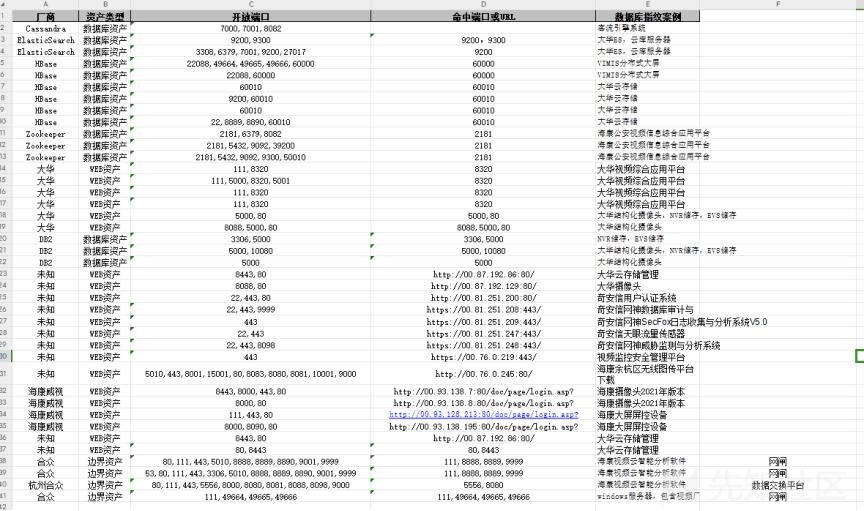 A B C D E F
1 厂商 资产类型 开放端口 命中端口或URL 数据库指纹案例
2 Cassandra 数据库资产 7000,7001,8082 客流引擎系统
3 ElasticSearch 数据库资产 9200,9300 9200,9300 大华ES，云库服务器
4 ElasticSearch 数据库资产 3308,6379,7001,9200,27017 9200 大华ES，云库服务器
5 HBase 数据库资产 22088,49664,49665,49666,60000 60000 VIMIS分布式大屏
6 HBase 数据库资产 22088,60000 60000 VIMIS分布式大屏
7 HBase 数据库资产 60010 60010 大华云存储
8 HBase 数据库资产 9200,60010 60010 大华云存储
9 HBase 数据库资产 60010 60010 大华云存储
10 HBase 数据库资产 22,8889,8890,60010 60010 大华云存储
11 Zookeeper 数据库资产 2181,6379,8082 2181 海康公安视频信息综合应用平台
12 Zookeeper 数据库资产 2181,5432,9092,39200 2181 海康公安视频信息综合应用平台
13 Zookeeper 数据库资产 2181,5432,9092,9300,50010 2181 海康公安视频信息综合应用平台
14 大华 WEB资产 111,8320 8320 大华视频综合应用平台
15 大华 WEB资产 111,5000,8320,5001 8320 大华视频综合应用平台
16 大华 WEB资产 111,8320 8320 大华视频综合应用平台
17 大华 WEB资产 111,8320 8320 大华视频综合应用平台
18 大华 WEB资产 5000,80 5000,80 大华结构化摄像头，NVR储存，EVS储存
19 大华 WEB资产 8088,5000,80 8088,5000,80 大华结构化摄像头
20 DB2 数据库资产 3306,5000 3306,5000 NVR储存，EVS储存
21 DB2 数据库资产 5000,10080 5000,10080 大华结构化摄像头，NVR储存，EVS储存
22 DB2 数据库资产 5000 5000 大华结构化摄像头
23 未知 WEB资产 8443,80 http://00.87.192.86:80/ 大华云存储管理
24 未知 WEB资产 8088,80 http://00.87.192.129:80/ 大华摄像头
25 未知 WEB资产 22,443,80 https://00.81.251.200:80/ 奇安信用户认证系统
26 未知 WEB资产 22,443,9999 https://00.81.251.208:443/ 奇安信网神数据库审计与
27 未知 WEB资产 443 https://00.81.251.209:443/ 奇安信网神SecFox日志收集与分析系统V5.0
28 未知 WEB资产 22,443 https://00.81.251.247:443/ 奇安信天眼流量传感器
29 未知 WEB资产 22,443,8098 https://00.81.251.248:443/ 奇安信网神威胁监测与分析系统
30 未知 WEB资产 443 https://00.76.0.219:443/ 视频监控安全管理平台
31 未知 WEB资产 5010,443,8001,15001,80,8083,8080,8081,10001,9000 http://00.76.0.245:80/ 海康余杭区无线图传平台
下载
32 海康威视 WEB资产 8443,8000,443,80 http://00.93.138.7:80/doc/page/login.asp? 海康摄像头2021年版本
33 海康威视 WEB资产 8000,80 http://00.93.138.8:80/doc/page/login.asp? 海康摄像头2021年版本
34 海康威视 WEB资产 111,443,80 http://00.93.128.213:80/doc/page/login.asp? 海康大屏屏控设备
35 海康威视 WEB资产 8000,8090,80 http://00.93.138.195:80/doc/page/login.asp? 海康大屏屏控设备
36 未知 WEB资产 8443,80 http://00.87.192.86:80/ 大华云存储管理
37 未知 WEB资产 80,8443 80,8443 大华云存储管理
38 合众 边界资产 80,111,443,5010,8888,8889,8890,9001,9999 111,8888,8889,9999 海康视频云智能分析软件 网闸
39 合众 边界资产 53,80,111,443,3306,5010,8888,8889,8890,9001,9999 111,8888,8889,9999 海康视频云智能分析软件 网闸
40 杭州合众 边界资产 80,111,443,5556,8000,8080,8081,8088,8098,9000 5556,8080 海康视频云智能分析软件 数据交换平台
41 合众 边界资产 111,49664,49665,49666 111,49664,49665,49666 windows服务器，包含视频厂 网闸
42
先知社区